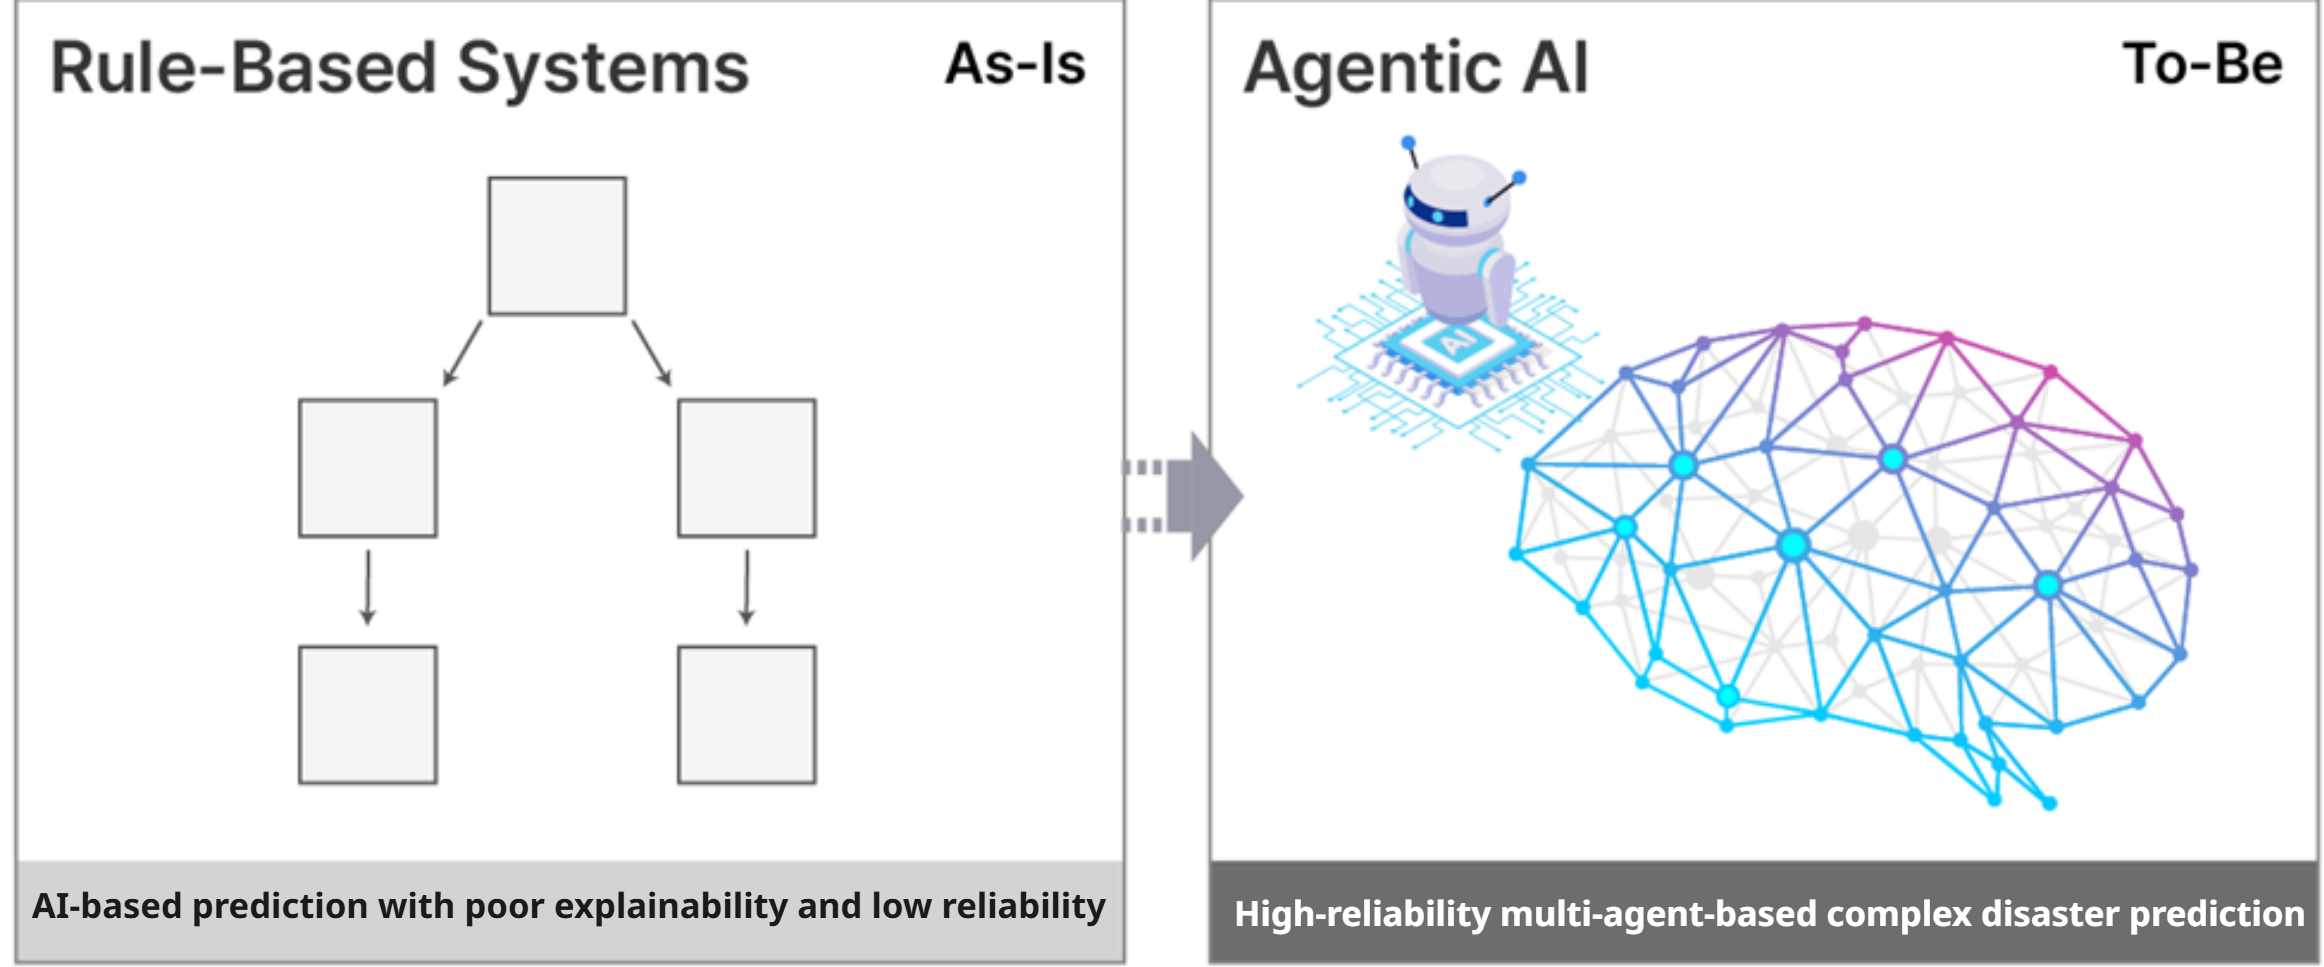 Rule-Based Systems
As-Is
AI-based prediction with poor explainability and low reliability
Agentic AI
To-Be
AI
High-reliability multi-agent-based complex disaster prediction